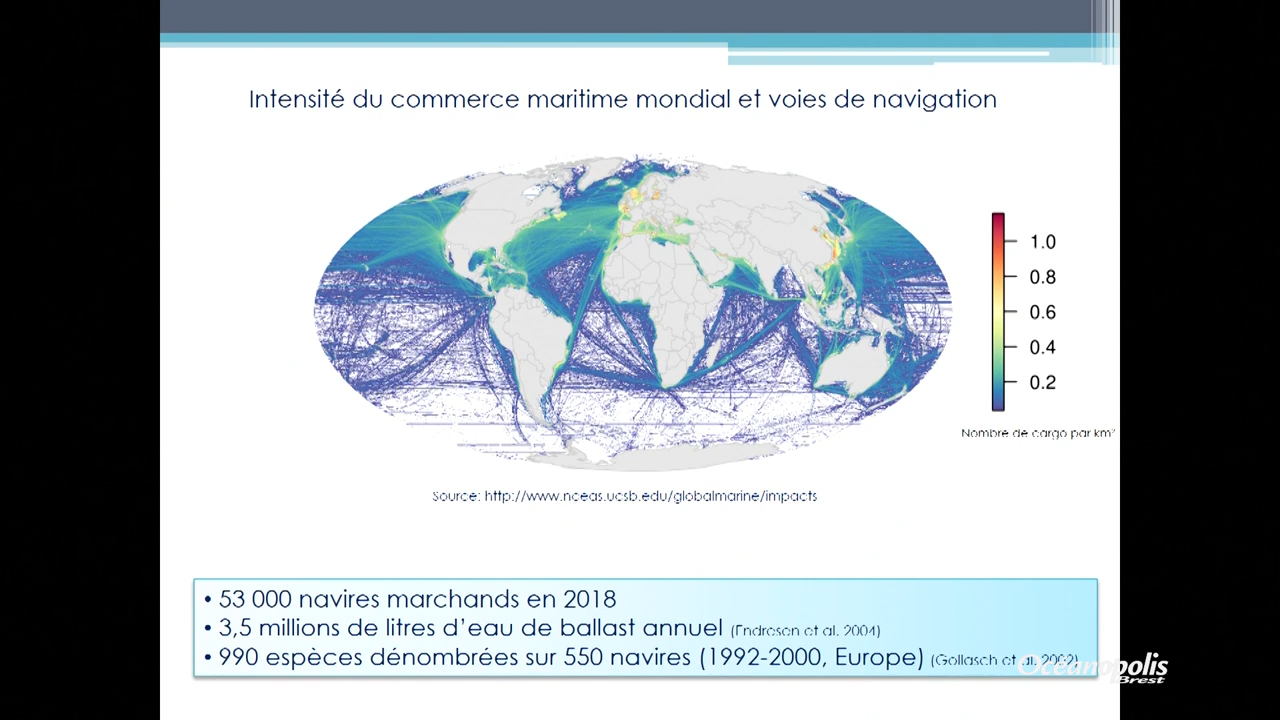 Intensité du commerce maritime mondial et voies de navigation
1.0
0.8
0.6
0.4
0.2
Nombre de cargo par km²
Source: http://www.nceas.ucsb.edu/globalmarine/impacts
• 53 000 navires marchands en 2018
• 3,5 millions de litres d’eau de ballast annuel (Endresen et al. 2004)
• 990 espèces dénombrées sur 550 navires (1992-2000, Europe) (Gollasch et al. 2002)
Océanopolis
Brest